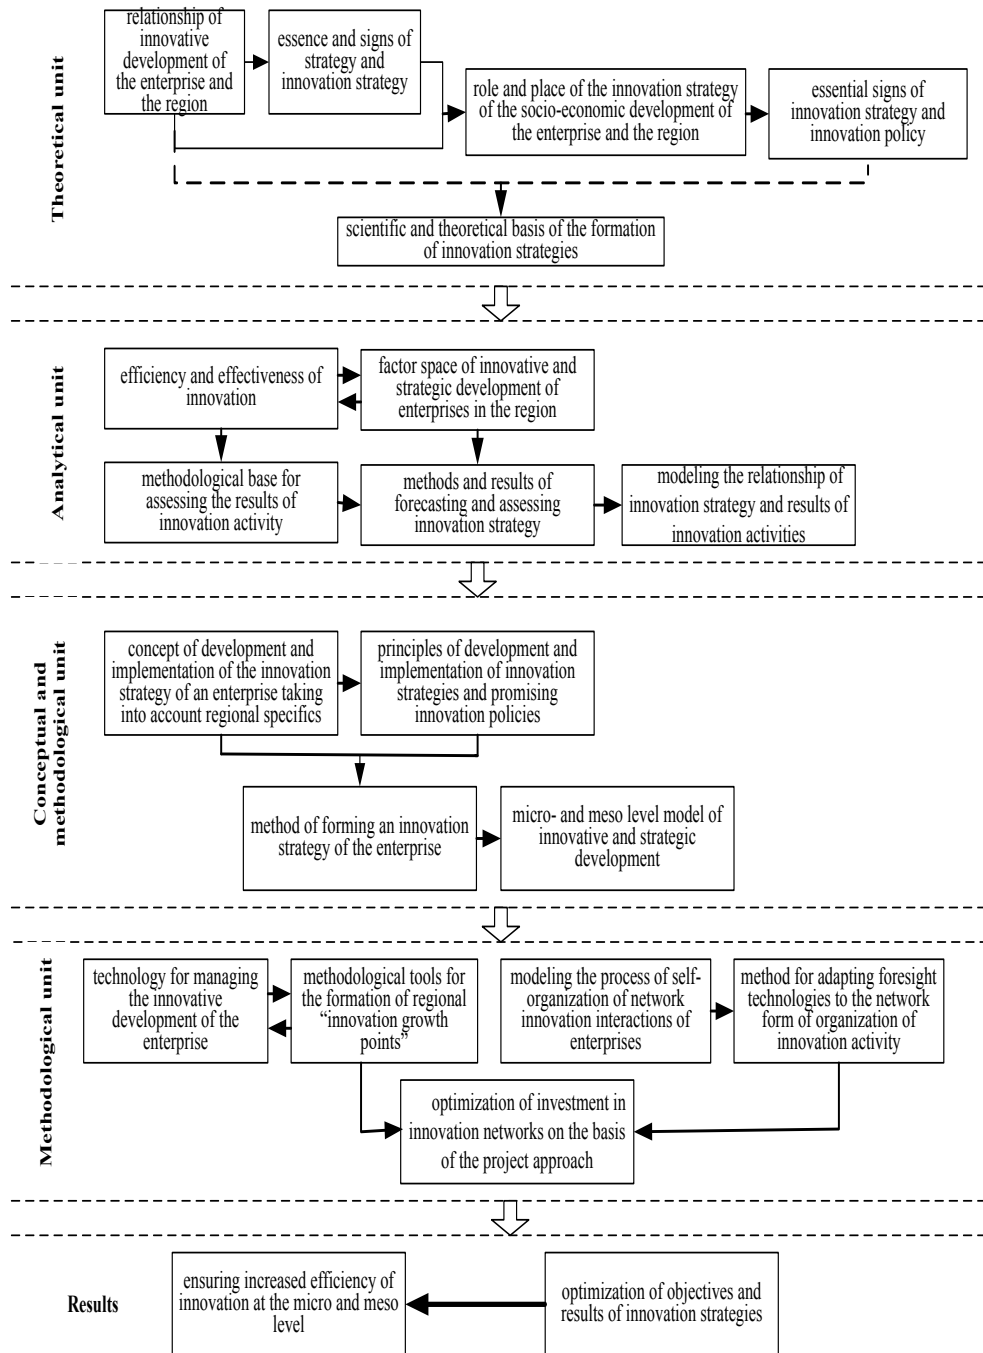 Theoretical unit
relationship of
innovative
development of
the enterprise and
the region
essence and signs of
strategy and
innovation strategy
role and place of the innovation strategy
of the socio-economic development of
the enterprise and the region
essential signs of
innovation strategy and
innovation policy
scientific and theoretical basis of the formation
of innovation strategies
Analytical unit
efficiency and effectiveness of
innovation
factor space of innovative and
strategic development of
enterprises in the region
methodological base for
assessing the results of
innovation activity
methods and results of
forecasting and assessing
innovation strategy
modeling the relationship of
innovation strategy and results of
innovation activities
Conceptual and
methodological unit
concept of development and
implementation of the innovation
strategy of an enterprise taking
into account regional specifics
principles of development and
implementation of innovation
strategies and promising
innovation policies
method of forming an innovation
strategy of the enterprise
micro- and meso level model of
innovative and strategic
development
Methodological unit
technology for managing
the innovative
development of the
enterprise
methodological tools for
the formation of regional
“innovation growth
points”
modeling the process of self-
organization of network
innovation interactions of
enterprises
method for adapting foresight
technologies to the network
form of organization of
innovation activity
optimization of investment in
innovation networks on the basis
of the project approach
Results
ensuring increased efficiency of
innovation at the micro and meso
level
optimization of objectives and
results of innovation strategies